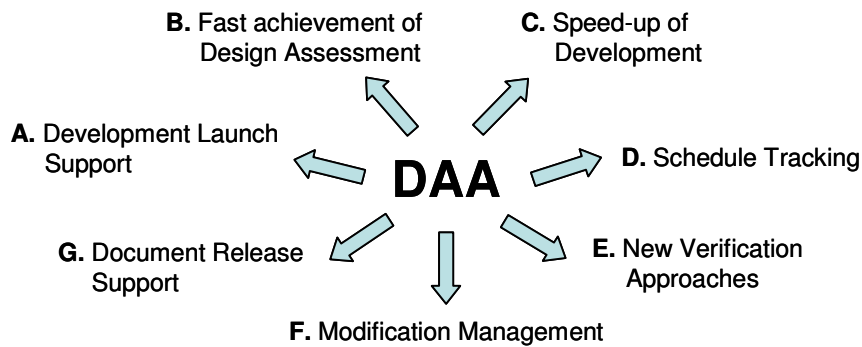 B. Fast achievement of
Design Assessment
C. Speed-up of
Development
A. Development Launch
Support
DAA
D. Schedule Tracking
G. Document Release
Support
E. New Verification
Approaches
F. Modification Management